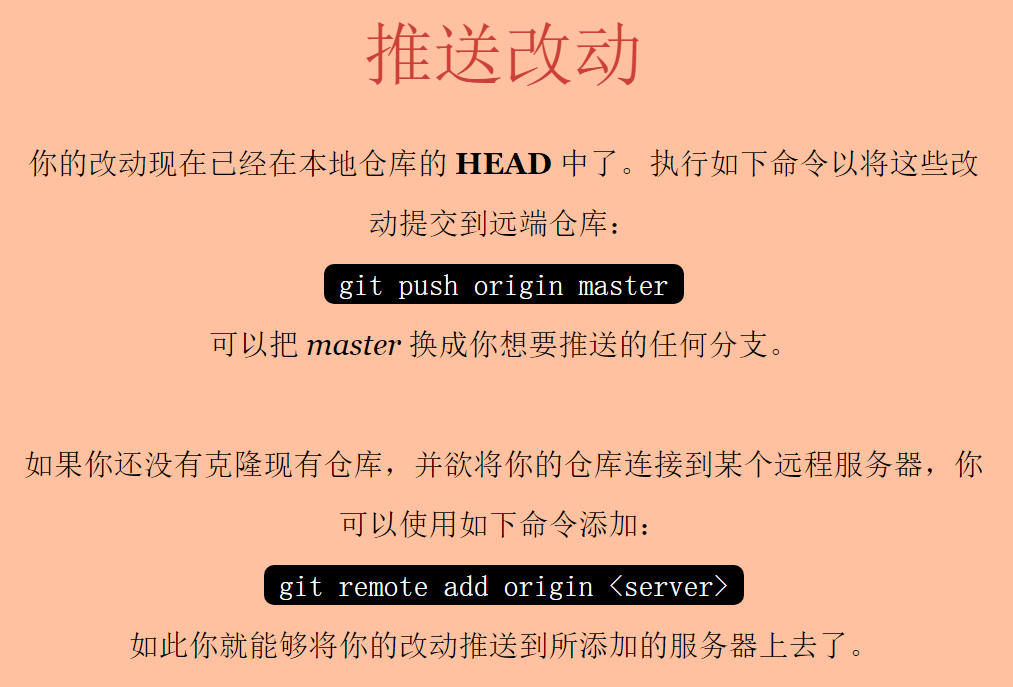 推送改动
你的改动现在已经在本地仓库的 HEAD 中了。执行如下命令以将这些改
动提交到远端仓库：
git push origin master
可以把 master 换成你想要推送的任何分支。
如果你还没有克隆现有仓库，并欲将你的仓库连接到某个远程服务器，你
可以使用如下命令添加：
git remote add origin <server>
如此你就能够将你的改动推送到所添加的服务器上去了。